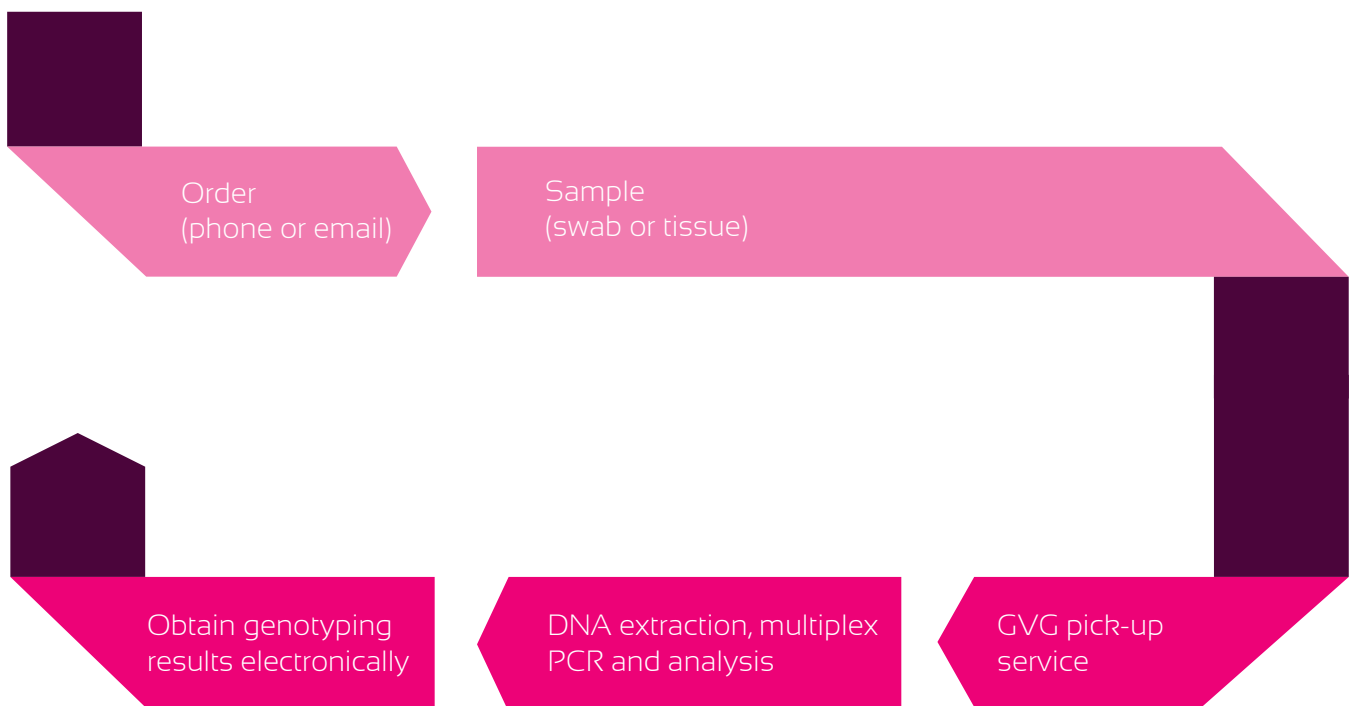 Order
(phone or email)
Sample
(swab or tissue)
GVG pick-up
service
DNA extraction, multiplex
PCR and analysis
Obtain genotyping
results electronically